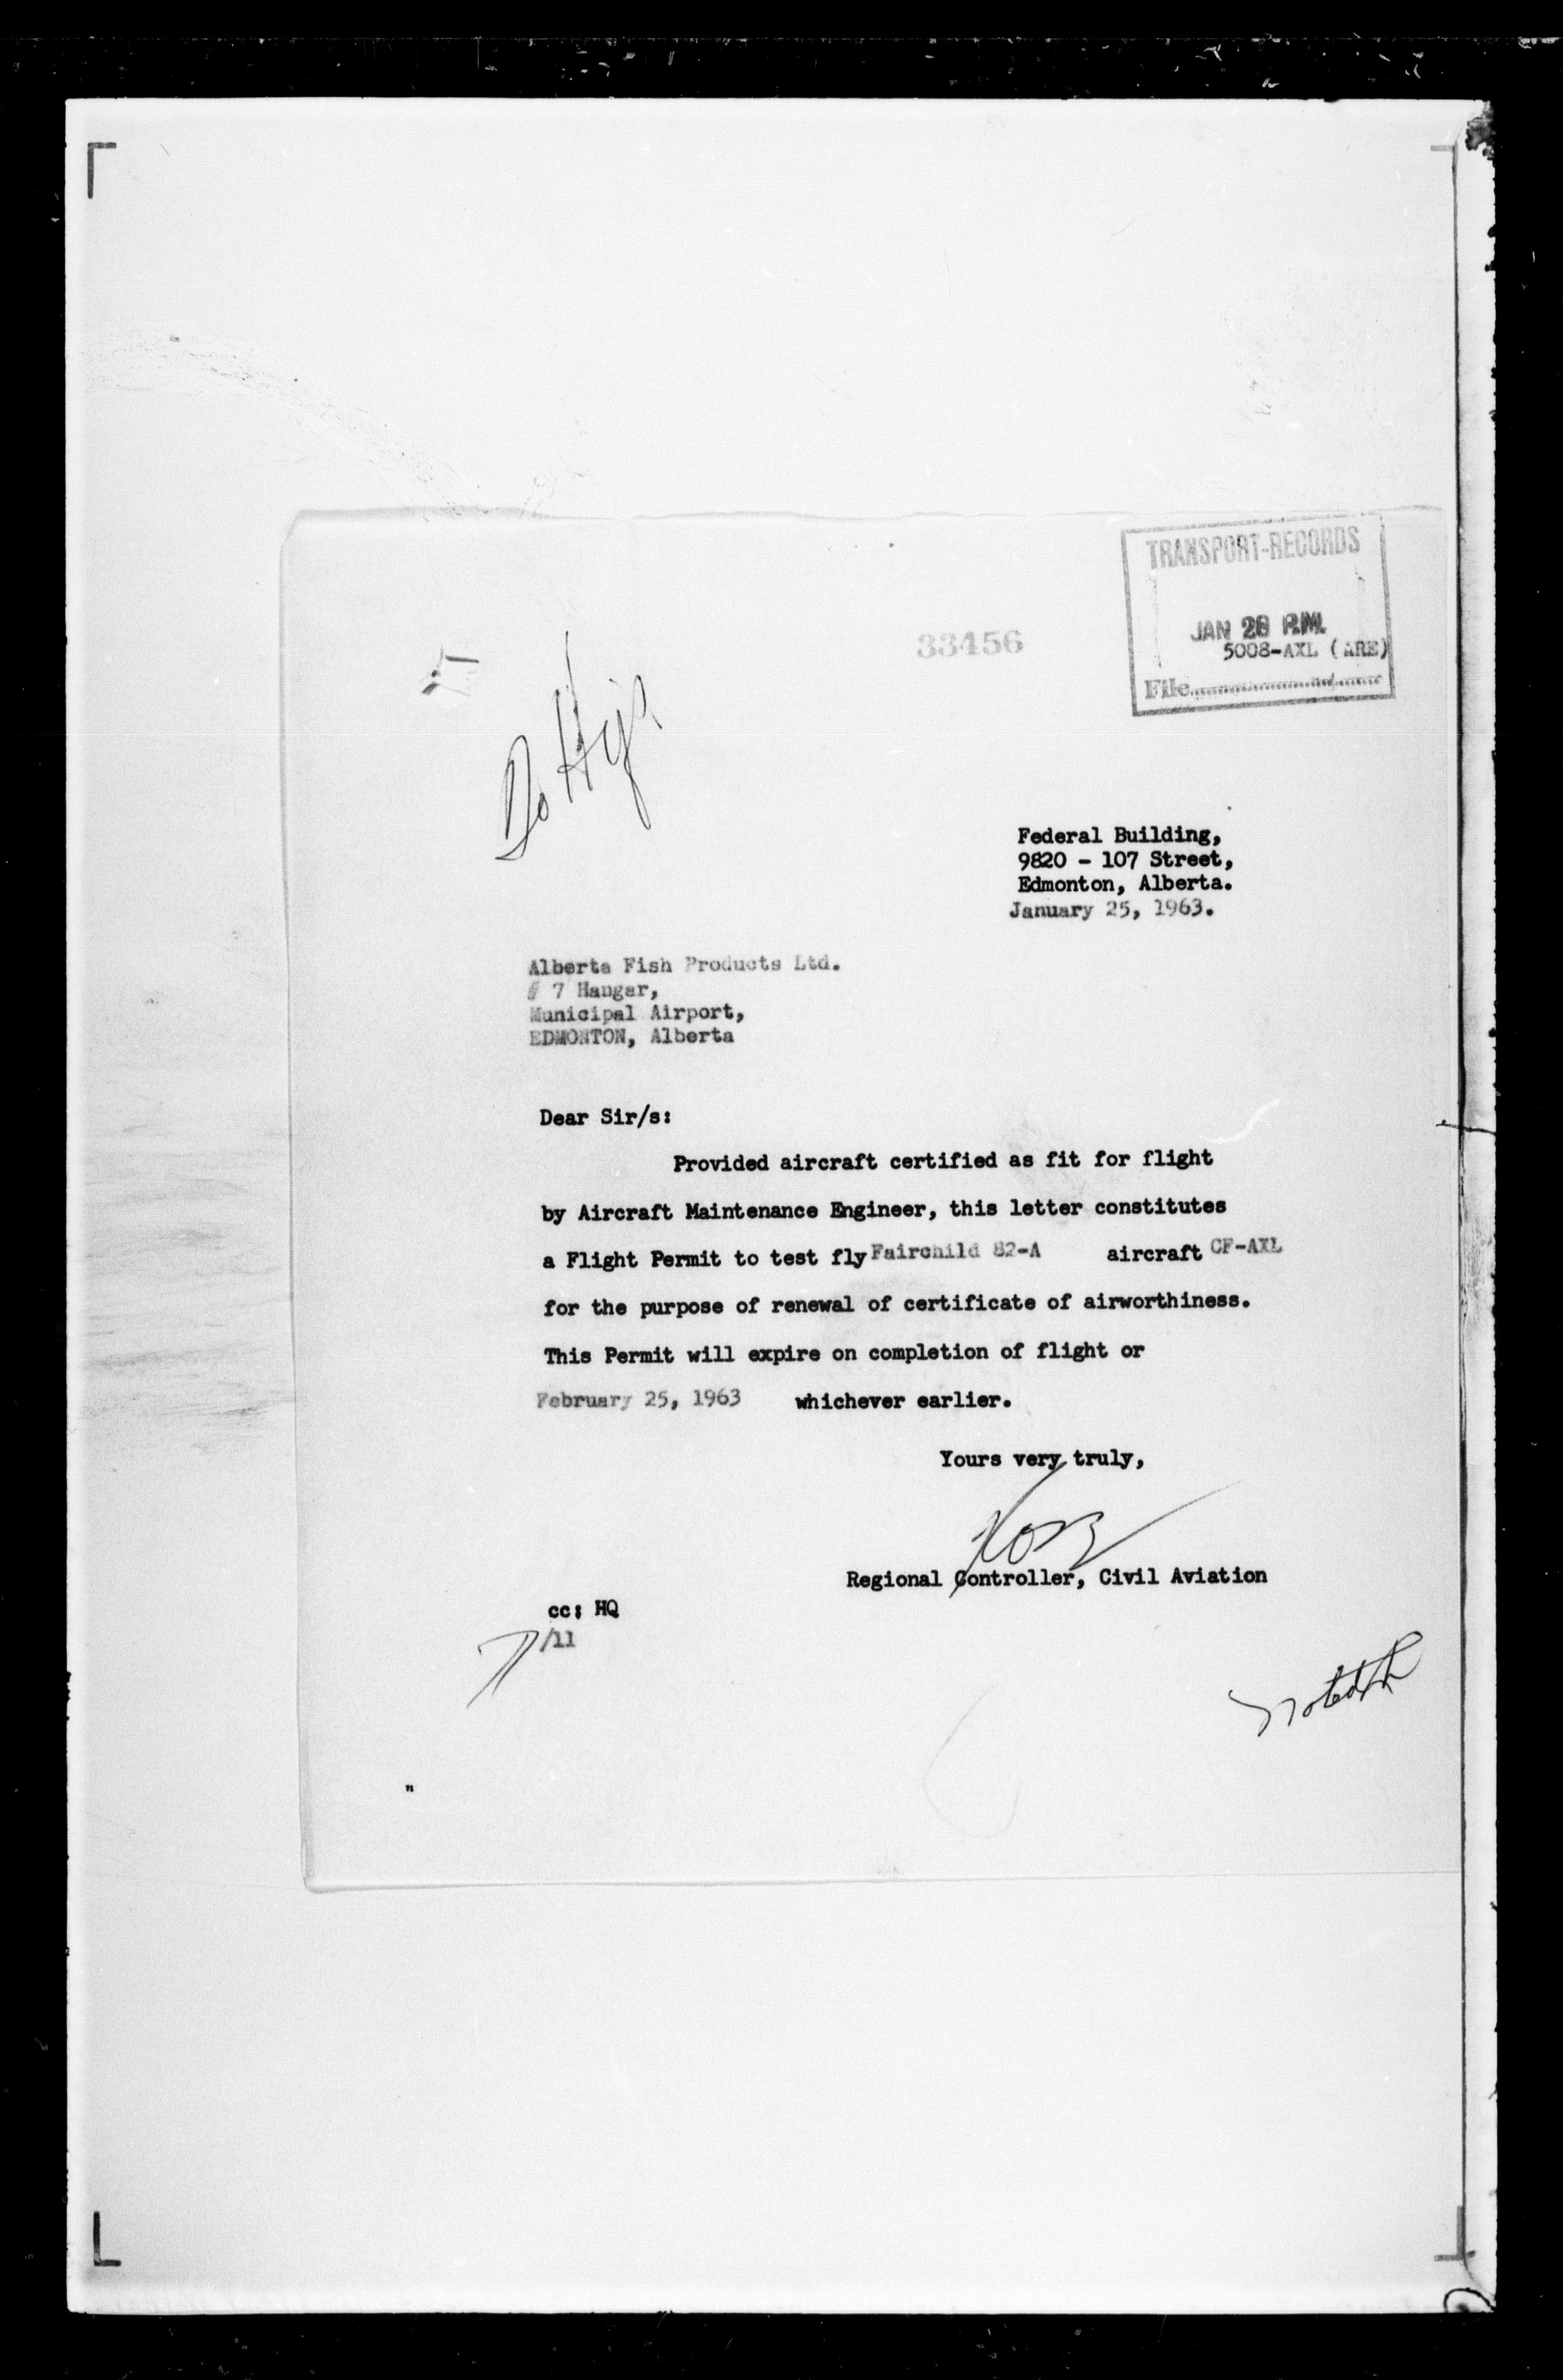 TRANSPORT-RECORDS
JAN 28 P.M.
5008-AXL (ARE)
File
33456
Federal Building,
9820 - 107 Street,
Edmonton, Alberta.
January 25, 1963.
Alberta Fish Products Ltd.
# 7 Hangar,
Municipal Airport,
EDMONTON, Alberta
Dear Sir/s:
Provided aircraft certified as fit for flight
by Aircraft Maintenance Engineer, this letter constitutes
a Flight Permit to test fly Fairchild 82-A aircraft CF-AXL
for the purpose of renewal of certificate of airworthiness.
This Permit will expire on completion of flight or
February 25, 1963 whichever earlier.
Yours very truly,
Regional Controller, Civil Aviation
cc: HQ
/11
noted